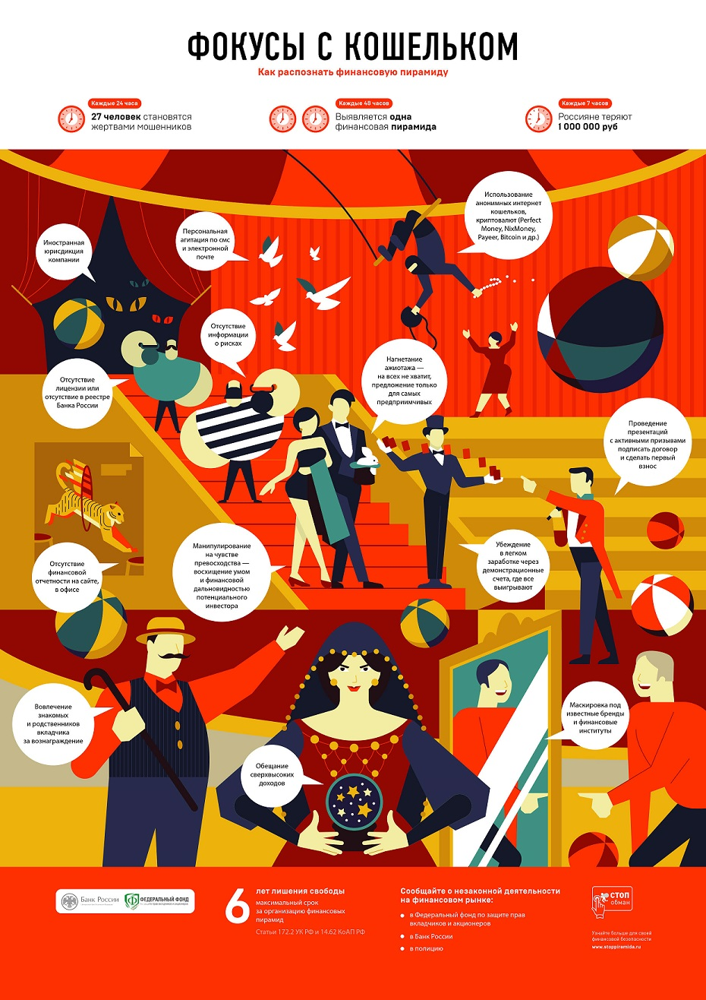 ФОКУСЫ С КОШЕЛЬКОМ
Как распознать финансовую пирамиду
Каждые 24 часа
27 человек становятся
жертвами мошенников
Каждые 48 часов
Выявляется одна
финансовая пирамида
Каждые 7 часов
Россияне теряют
1 000 000 руб
Использование
анонимных интернет
кошельков,
криптовалют (Perfect
Money, NixMoney,
Payeer, Bitcoin и др.)
Персональная
агитация по смс
и электронной
почте
Иностранная
юрисдикция
компании
Отсутствие
информации
о рисках
Нагнетание
ажиотажа —
на всех не хватит,
предложение только
для самых
предприимчивых
Отсутствие
лицензии или
отсутствие в реестре
Банка России
Проведение
презентаций
с активными призывами
подписать договор
и сделать первый
взнос
Манипулирование
на чувстве
превосходства —
восхищение умом
и финансовой
дальновидностью
потенциального
инвестора
Убеждение
в легком
заработке через
демонстрационные
счета, где все
выигрывают
Отсутствие
финансовой
отчетности на сайте,
в офисе
Вовлечение
знакомых
и родственников
вкладчика
за вознаграждение
Маскировка под
известные бренды
и финансовые
институты
Обещание
сверхвысоких
доходов
Банк России
ФЕДЕРАЛЬНЫЙ ФОНД
6
лет лишения свободы
максимальный срок
за организацию финансовых
пирамид
Статьи 172.2 УК РФ и 14.62 КоАП РФ
Сообщайте о незаконной деятельности
на финансовом рынке:
в Федеральный фонд по защите прав
вкладчиков и акционеров
в Банк России
в полицию
СТОП
обман
Узнайте больше для своей
финансовой безопасности
www.stoppiramida.ru